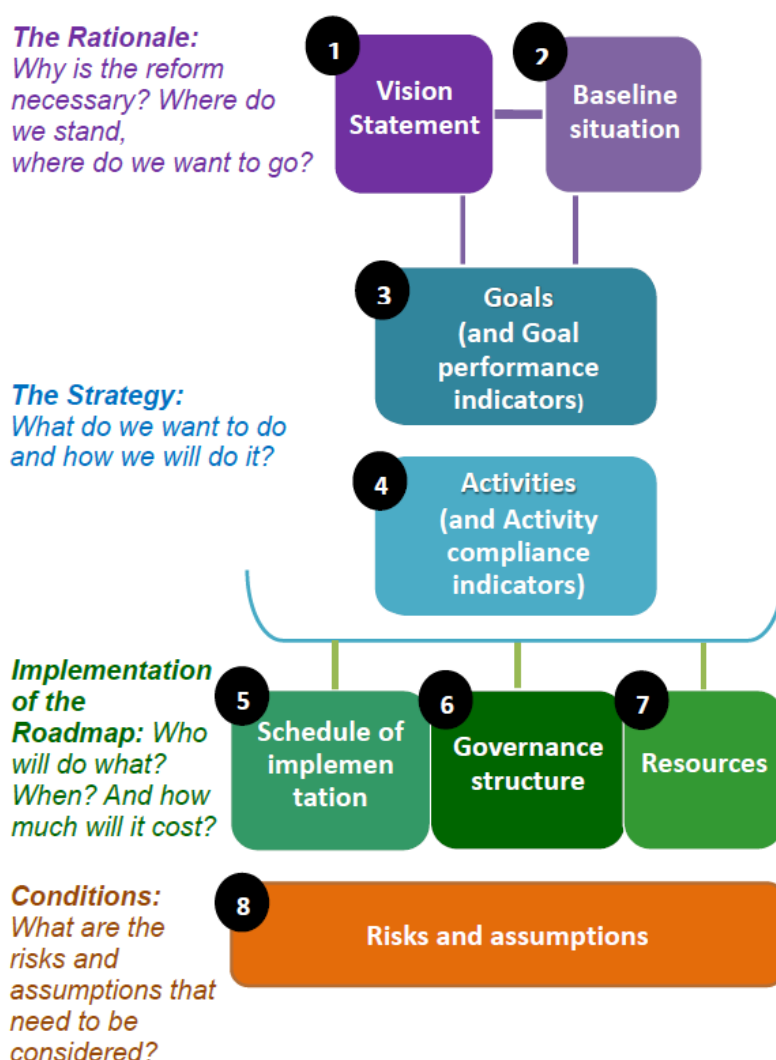 The Rationale:
Why is the reform
necessary? Where do
we stand,
where do we want to go?
1
Vision
Statement
2
Baseline
situation
3
Goals
(and Goal
performance
indicators)
The Strategy:
What do we want to do
and how we will do it?
4
Activities
(and Activity
compliance
indicators)
Implementation
of the
Roadmap: Who
will do what?
When? And how
much will it cost?
5
Schedule of
implemen
tation
6
Governance
structure
7
Resources
Conditions:
What are the
risks and
assumptions that
need to be
considered?
8
Risks and assumptions